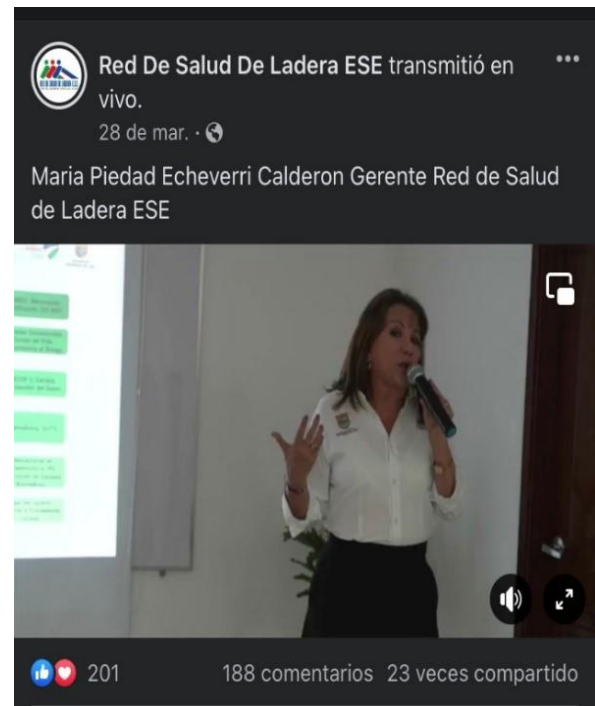 Red De Salud De Ladera ESE transmitió en
vivo.
28 de mar. ·
Maria Piedad Echeverri Calderon Gerente Red de Salud
de Ladera ESE
201
188 comentarios 23 veces compartido